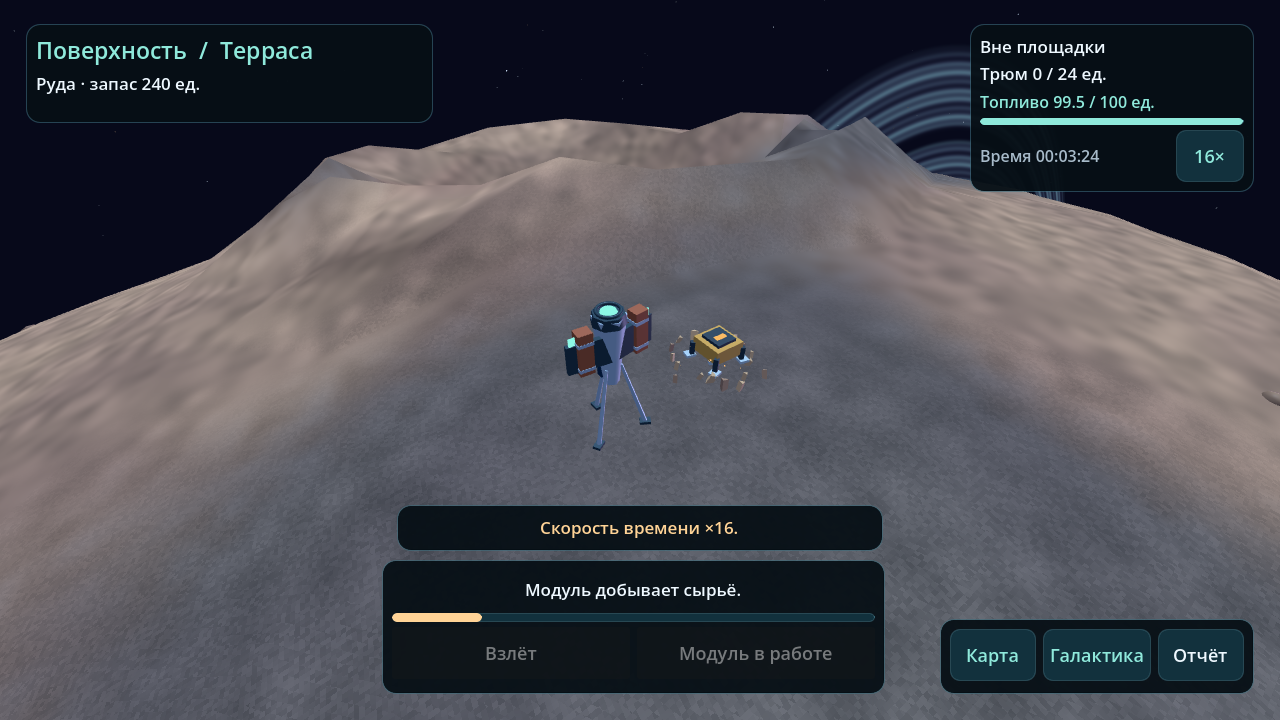 Поверхность / Терраса
Руда · запас 240 ед.
Вне площадки
Трюм 0 / 24 ед.
Топливо 99.5 / 100 ед.
Время 00:03:24
16×
Скорость времени ×16.
Модуль добывает сырьё.
Взлёт
Модуль в работе
Карта
Галактика
Отчёт